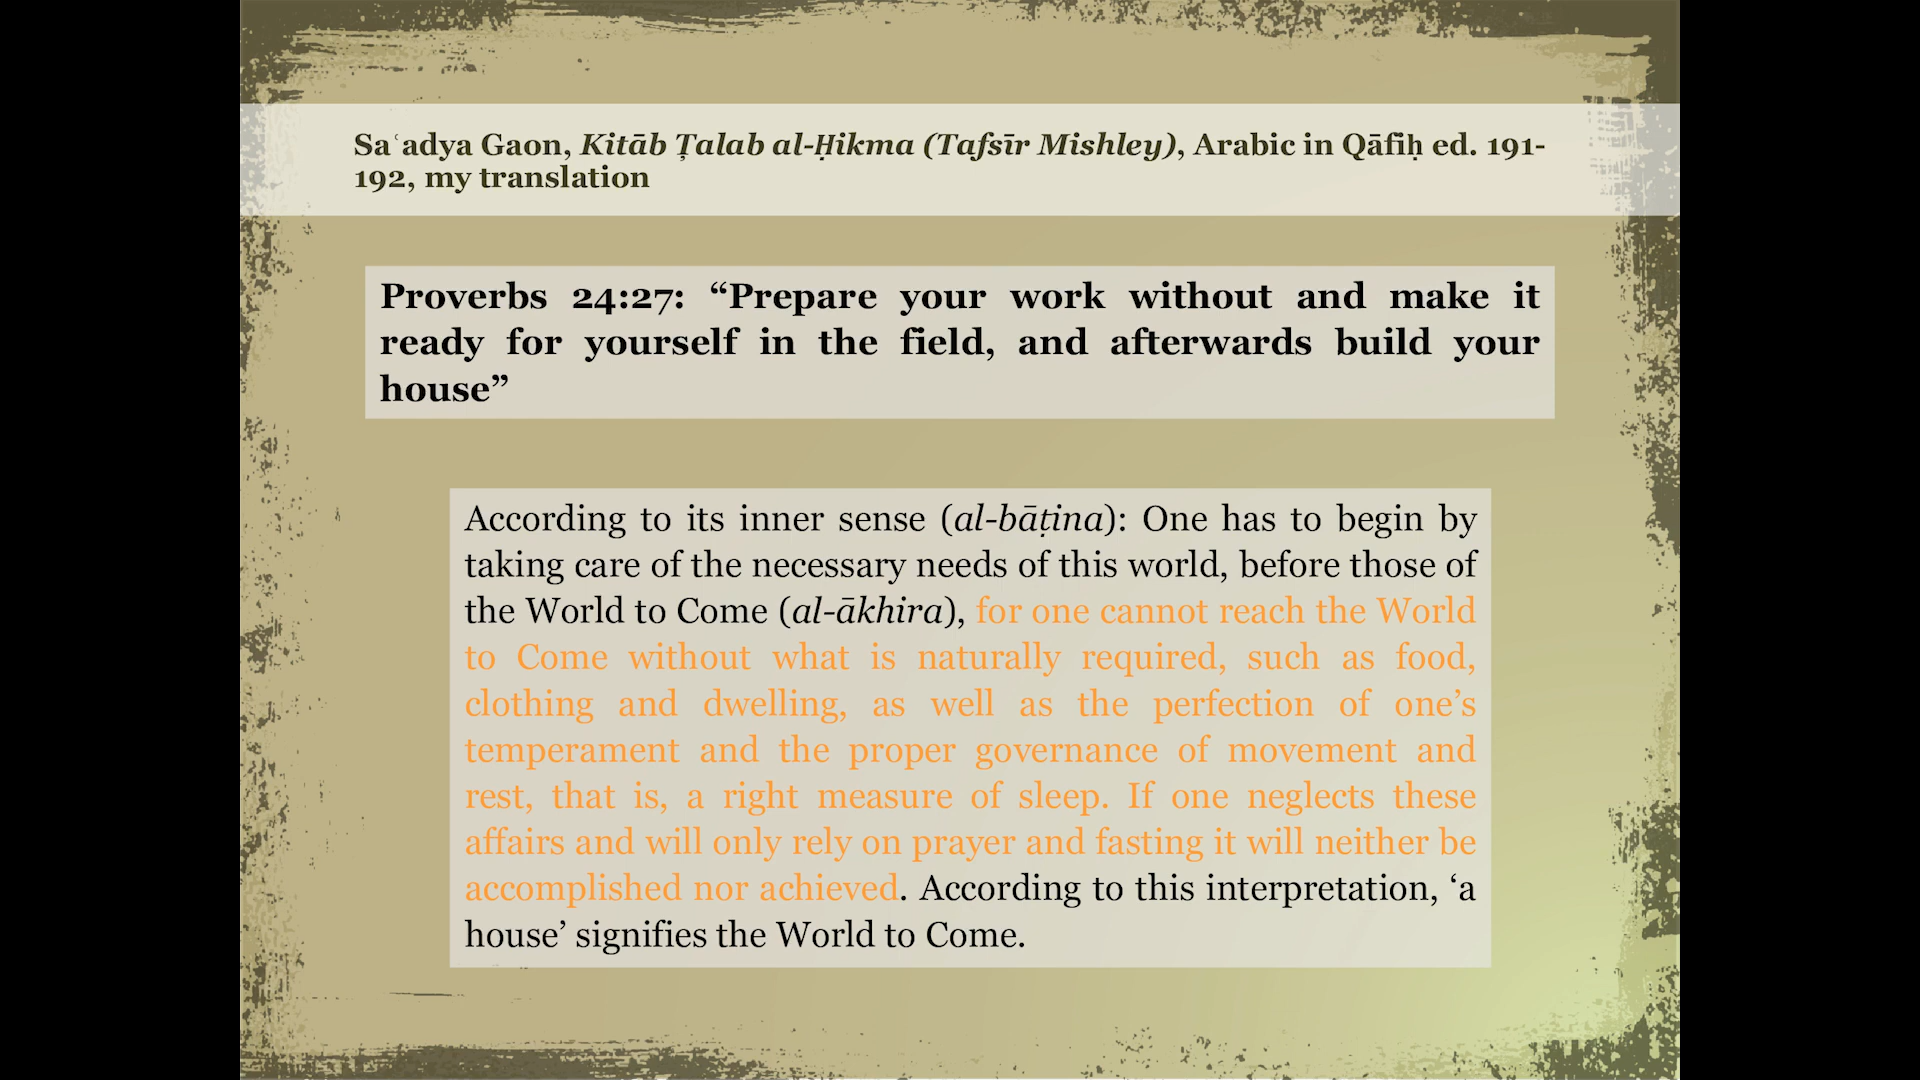 Saʿadya Gaon, Kitāb Ṭalab al-Ḥikma (Tafsīr Mishley), Arabic in Qāfiḥ ed. 191-
192, my translation
Proverbs 24:27: “Prepare your work without and make it
ready for yourself in the field, and afterwards build your
house”
According to its inner sense (al-bāṭina): One has to begin by
taking care of the necessary needs of this world, before those of
the World to Come (al-ākhira), for one cannot reach the World
to Come without what is naturally required, such as food,
clothing and dwelling, as well as the perfection of one’s
temperament and the proper governance of movement and
rest, that is, a right measure of sleep. If one neglects these
affairs and will only rely on prayer and fasting it will neither be
accomplished nor achieved. According to this interpretation, ‘a
house’ signifies the World to Come.